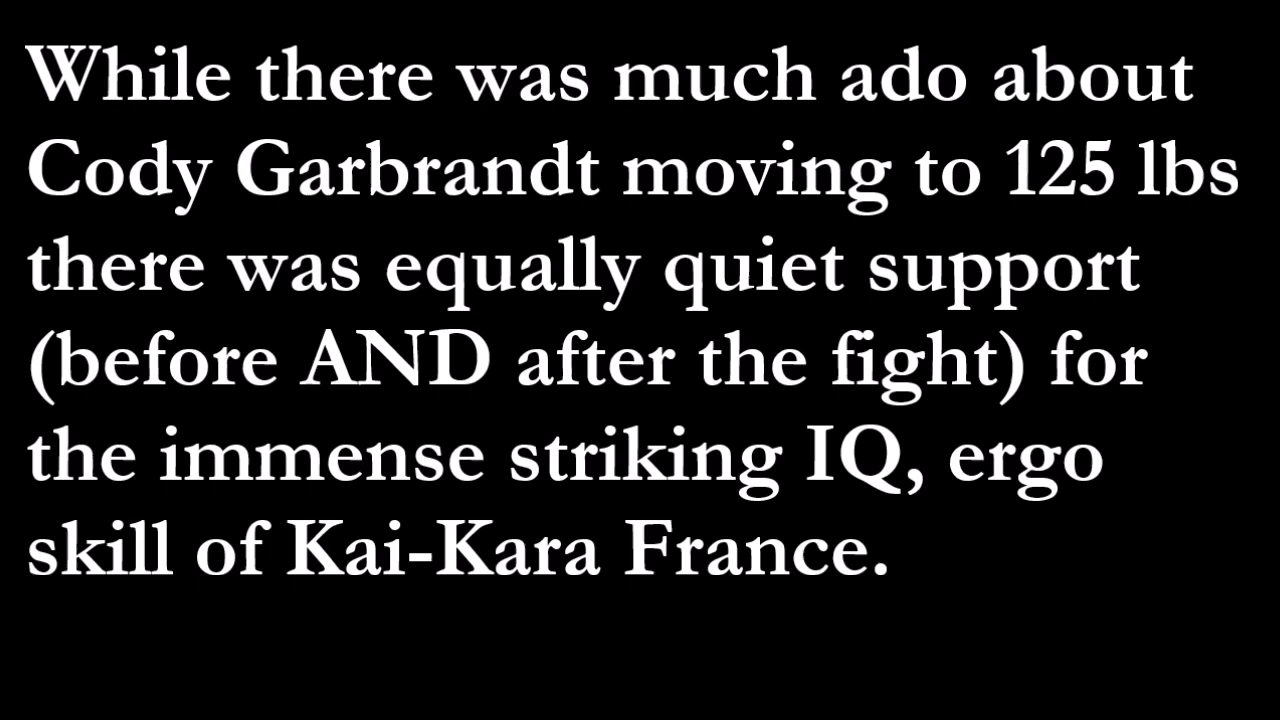 While there was much ado about
Cody Garbrandt moving to 125 lbs
there was equally quiet support
(before AND after the fight) for
the immense striking IQ, ergo
skill of Kai-Kara France.